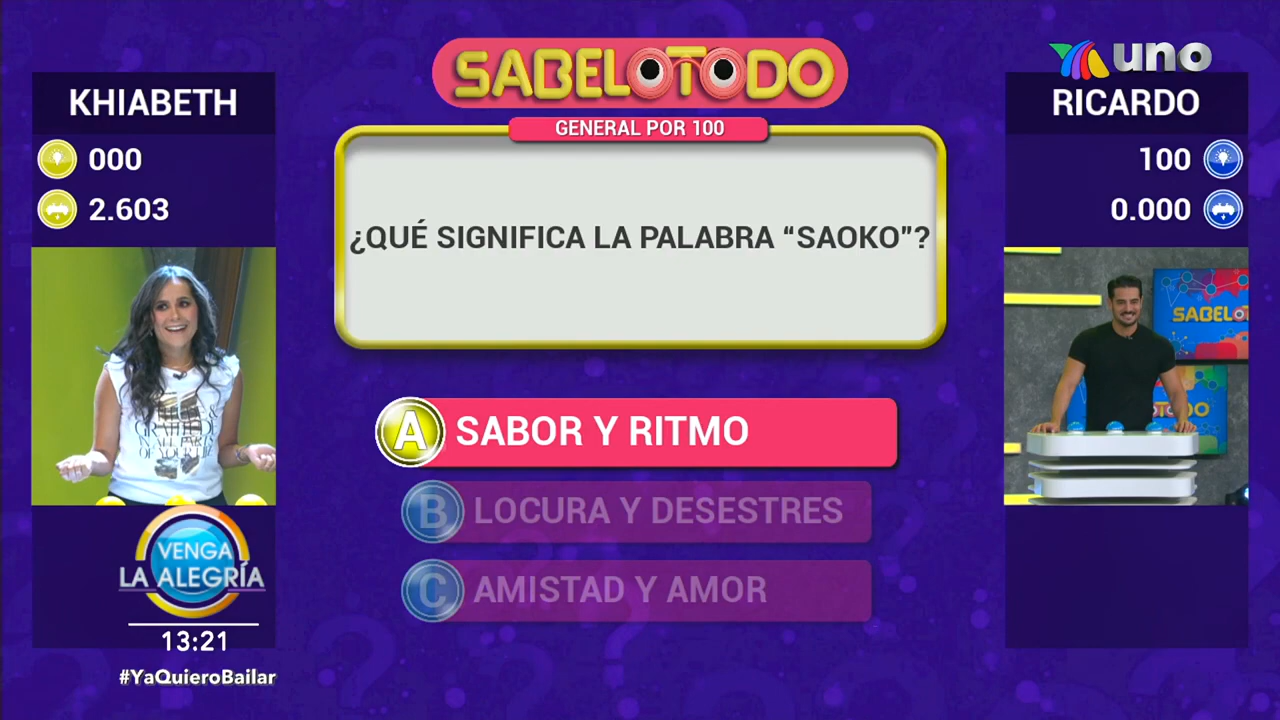 SABELOTODO
uno
GENERAL POR 100
KHIABETH
000
2.603
RICARDO
100
0.000
¿QUÉ SIGNIFICA LA PALABRA “SAOKO”?
A SABOR Y RITMO
B LOCURA Y DESESTRES
C AMISTAD Y AMOR
VENGA
LA ALEGRÍA
13:21
#YaQuieroBailar